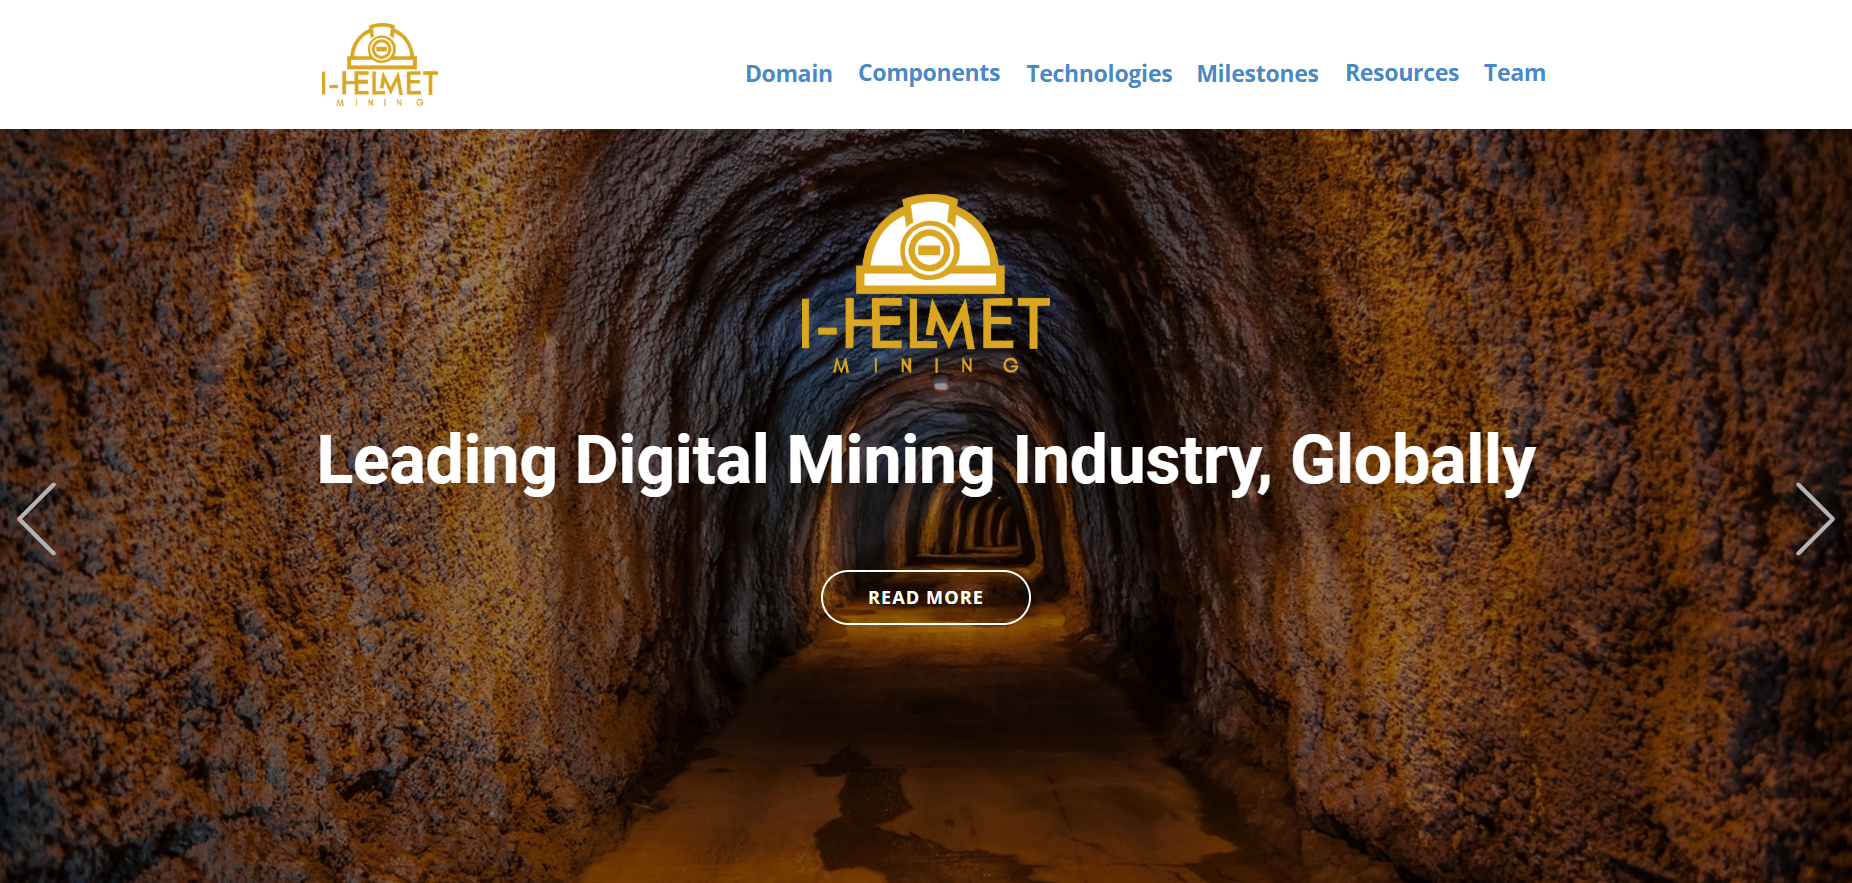 I-HELMET
MINING
Domain Components Technologies Milestones Resources Team
I-HELMET
MINING
Leading Digital Mining Industry, Globally
READ MORE